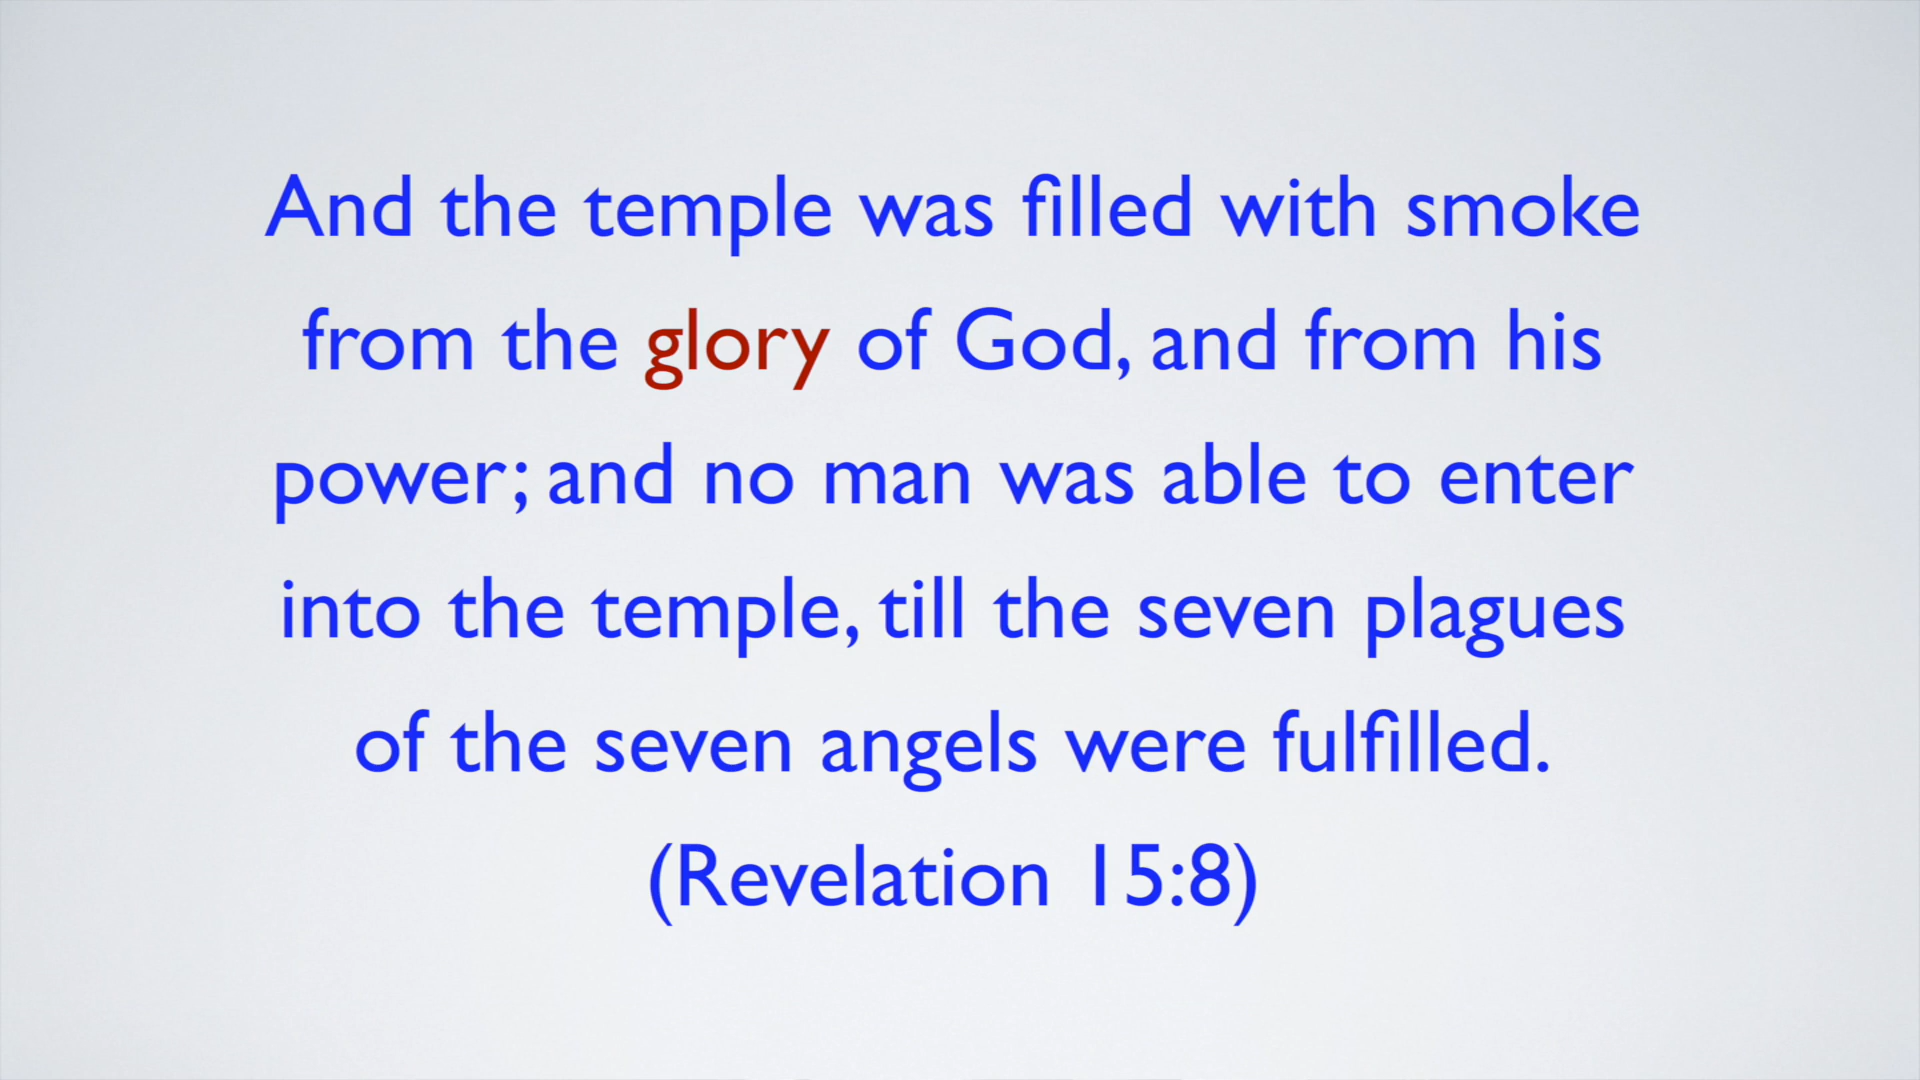 And the temple was filled with smoke
from the glory of God, and from his
power; and no man was able to enter
into the temple, till the seven plagues
of the seven angels were fulfilled.
(Revelation 15:8)